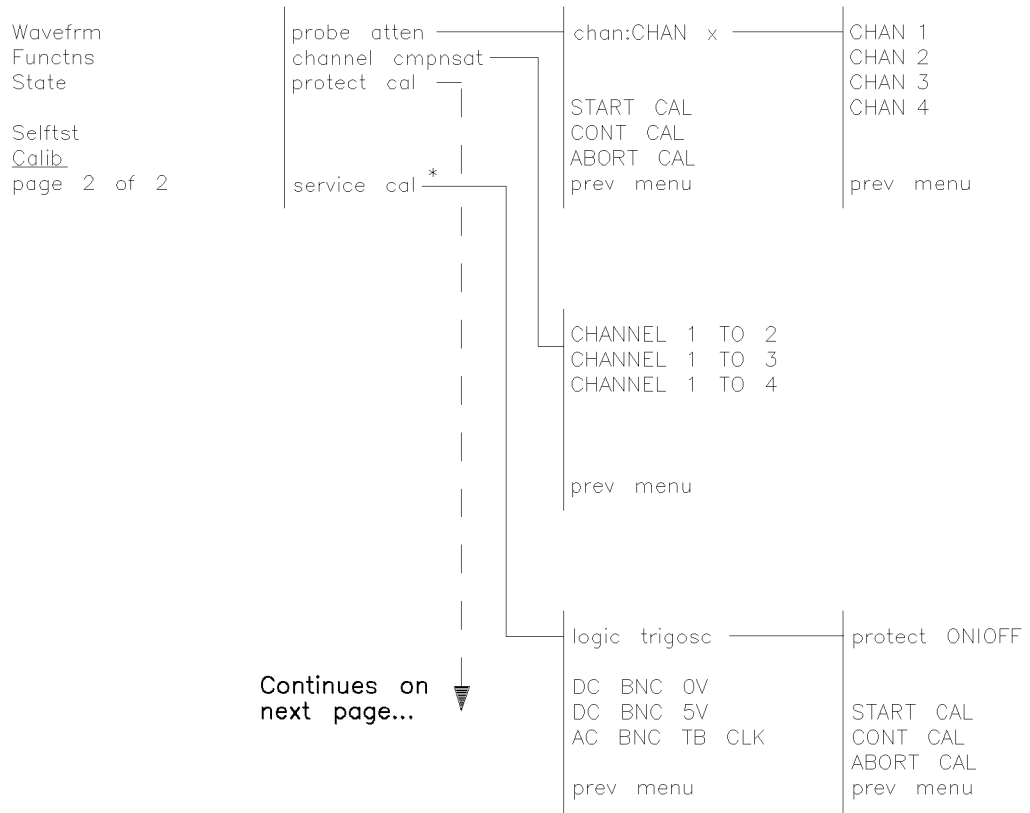 Wavefrm
Functns
State
Selftst
Calib
page 2 of 2
probe atten
channel cmpnsat
protect cal
service cal *
chan:CHAN x
START CAL
CONT CAL
ABORT CAL
prev menu
CHAN 1
CHAN 2
CHAN 3
CHAN 4
prev menu
CHANNEL 1 TO 2
CHANNEL 1 TO 3
CHANNEL 1 TO 4
prev menu
logic trigosc
DC BNC 0V
DC BNC 5V
AC BNC TB CLK
prev menu
protect ON|OFF
START CAL
CONT CAL
ABORT CAL
prev menu
Continues on
next page...